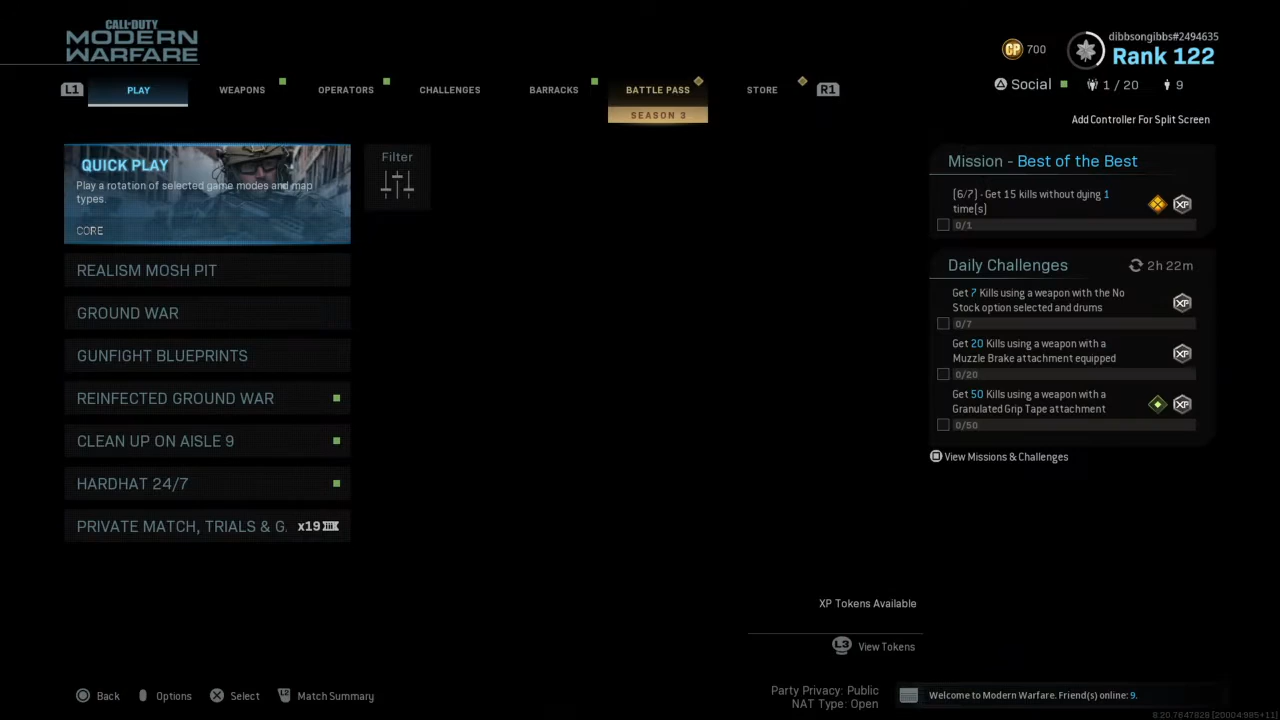 CALL OF DUTY
MODERN
WARFARE
L1
PLAY
WEAPONS
OPERATORS
CHALLENGES
BARRACKS
BATTLE PASS
SEASON 3
STORE
R1
CP 700
dibbsongibbs#2494635
Rank 122
Social
1 / 20
9
Add Controller For Split Screen
QUICK PLAY
Play a rotation of selected game modes and map
types.
CORE
Filter
REALISM MOSH PIT
GROUND WAR
GUNFIGHT BLUEPRINTS
REINFECTED GROUND WAR
CLEAN UP ON AISLE 9
HARDHAT 24/7
PRIVATE MATCH, TRIALS & G.
x19
Mission - Best of the Best
(6/7) - Get 15 kills without dying 1
time(s)
XP
0/1
Daily Challenges
2h 22m
Get 7 Kills using a weapon with the No
Stock option selected and drums
XP
0/7
Get 20 Kills using a weapon with a
Muzzle Brake attachment equipped
XP
0/20
Get 50 Kills using a weapon with a
Granulated Grip Tape attachment
XP
0/50
View Missions & Challenges
XP Tokens Available
L3
View Tokens
Back
Options
Select
L2
Match Summary
Party Privacy: Public
NAT Type: Open
Welcome to Modern Warfare. Friend(s) online: 9.